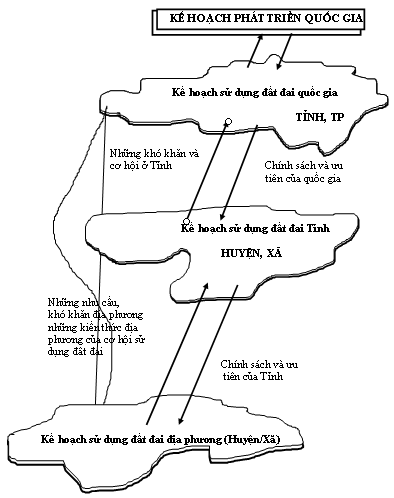 KẾ HOẠCH PHÁT TRIỂN QUỐC GIA
Kế hoạch sử dụng đất đai quốc gia
TỈNH, TP
Những khó khăn và
cơ hội ở Tỉnh
Chính sách và ưu
tiên của quốc gia
Kế hoạch sử dụng đất đai Tỉnh
HUYỆN, XÃ
Những nhu cầu,
khó khăn địa phương
những kiến thức địa
phương của cơ hội sử
dụng đất đai
Chính sách và ưu
tiên của Tỉnh
Kế hoạch sử dụng đất đai địa phương (Huyện/Xã)